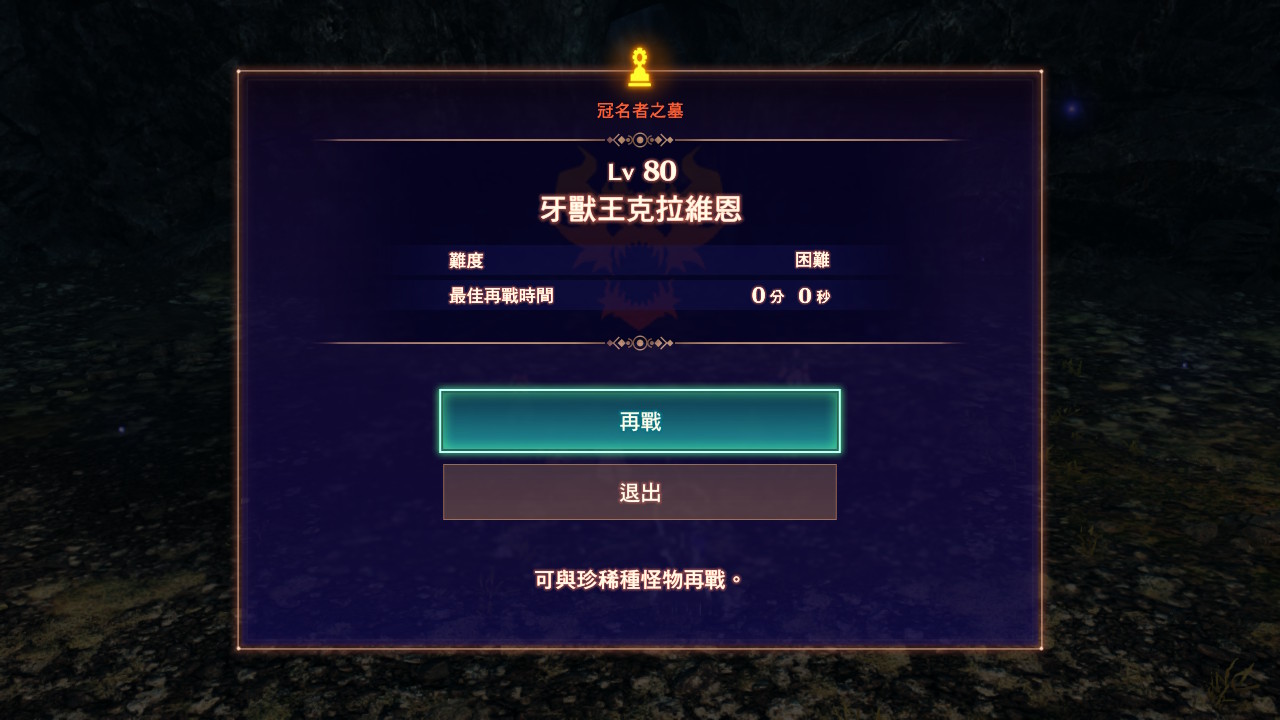 冠名者之墓
Lv 80
牙獸王克拉維恩
難度 困難
最佳再戰時間 0分 0秒
再戰
退出
可與珍稀種怪物再戰。